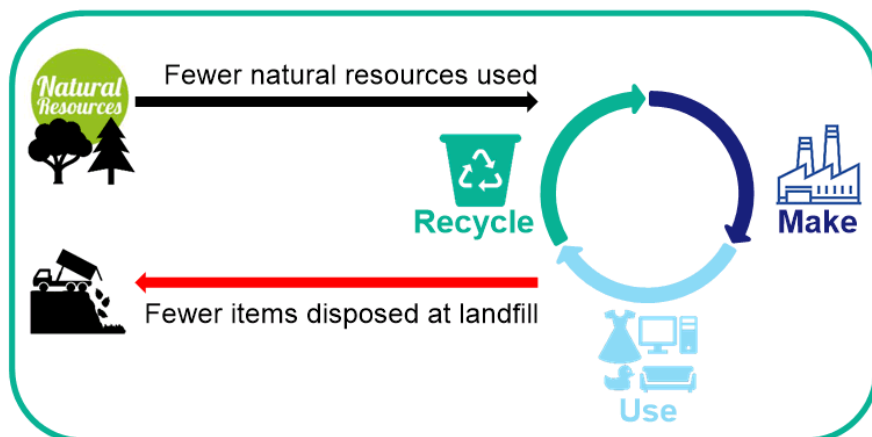 Natural
Resources
Fewer natural resources used
Recycle
Make
Fewer items disposed at landfill
Use